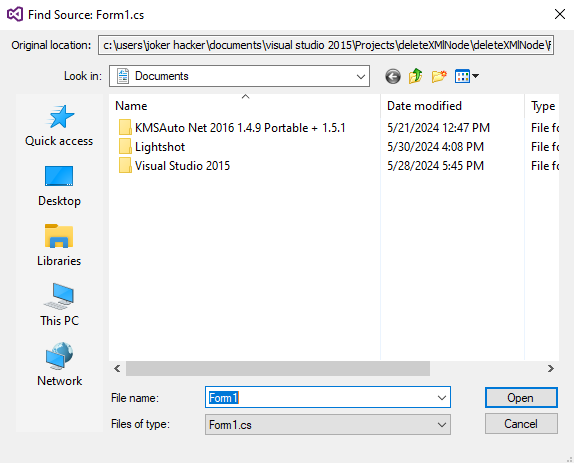 Find Source: Form1.cs
Original location: c:\users\joker hacker\documents\visual studio 2015\Projects\deleteXMlNode\deleteXMlNode\F
Look in: Documents
Name Date modified Type
KMSAuto Net 2016 1.4.9 Portable + 1.5.1 5/21/2024 12:47 PM File fo
Lightshot 5/30/2024 4:08 PM File fo
Visual Studio 2015 5/28/2024 5:45 PM File fo
Quick access
Desktop
Libraries
This PC
Network
File name: Form1 Open
Files of type: Form1.cs Cancel